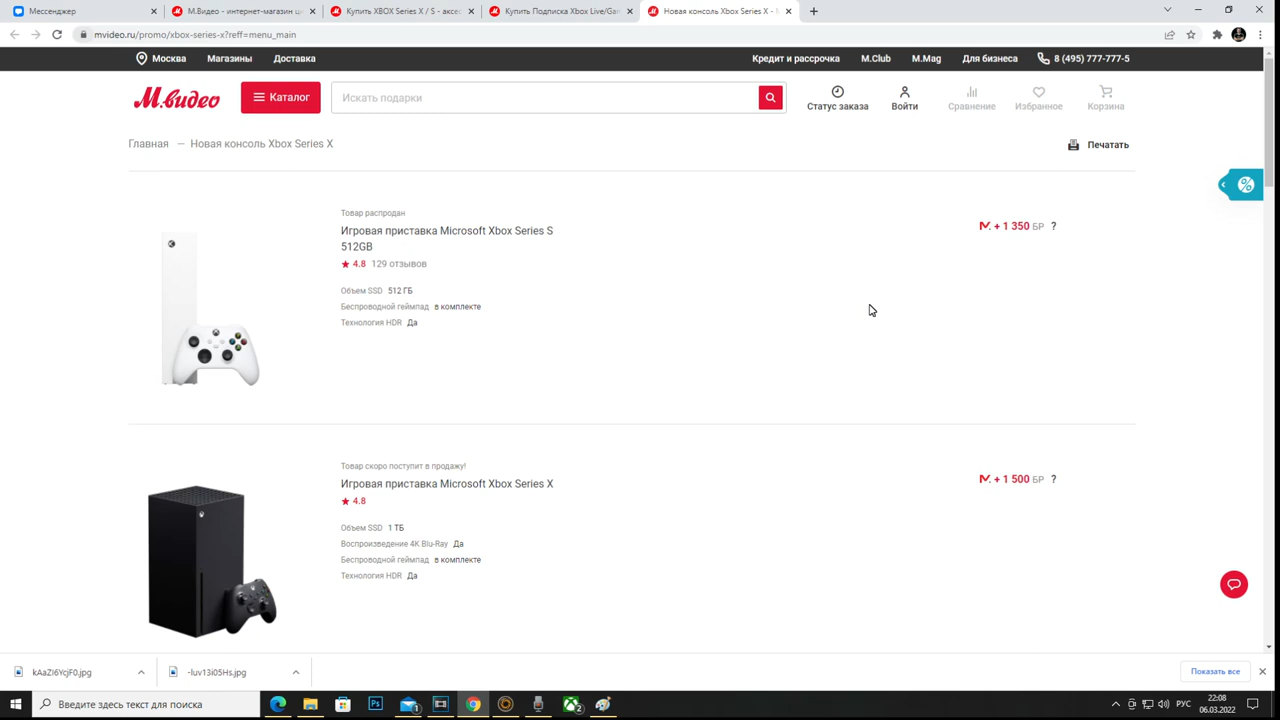 Мессенджер
М.Видео - интернет-магазин ц
Купить XBOX Series X / S - аксе
Купить Подписка Xbox Live/Gam
Новая консоль Xbox Series X - М
mvideo.ru/promo/xbox-series-x?reff=menu_main
Москва Магазины Доставка Кредит и рассрочка M.Club M.Mag Для бизнеса 8 (495) 777-777-5
М.видео Каталог Искать подарки Статус заказа Войти Сравнение Избранное Корзина
Главная — Новая консоль Xbox Series X Печатать
Товар распродан
Игровая приставка Microsoft Xbox Series S
512GB
4.8 129 отзывов
Объем SSD 512 ГБ
Беспроводной геймпад в комплекте
Технология HDR Да
М. + 1 350 БР ?
Товар скоро поступит в продажу!
Игровая приставка Microsoft Xbox Series X
4.8
Объем SSD 1 ТБ
Воспроизведение 4K Blu-Ray Да
Беспроводной геймпад в комплекте
Технология HDR Да
М. + 1 500 БР ?
kAaZI6YcjF0.jpg
-luv13i05Hs.jpg
Показать все
Введите здесь текст для поиска
Ps
РУС
22:08
06.03.2022